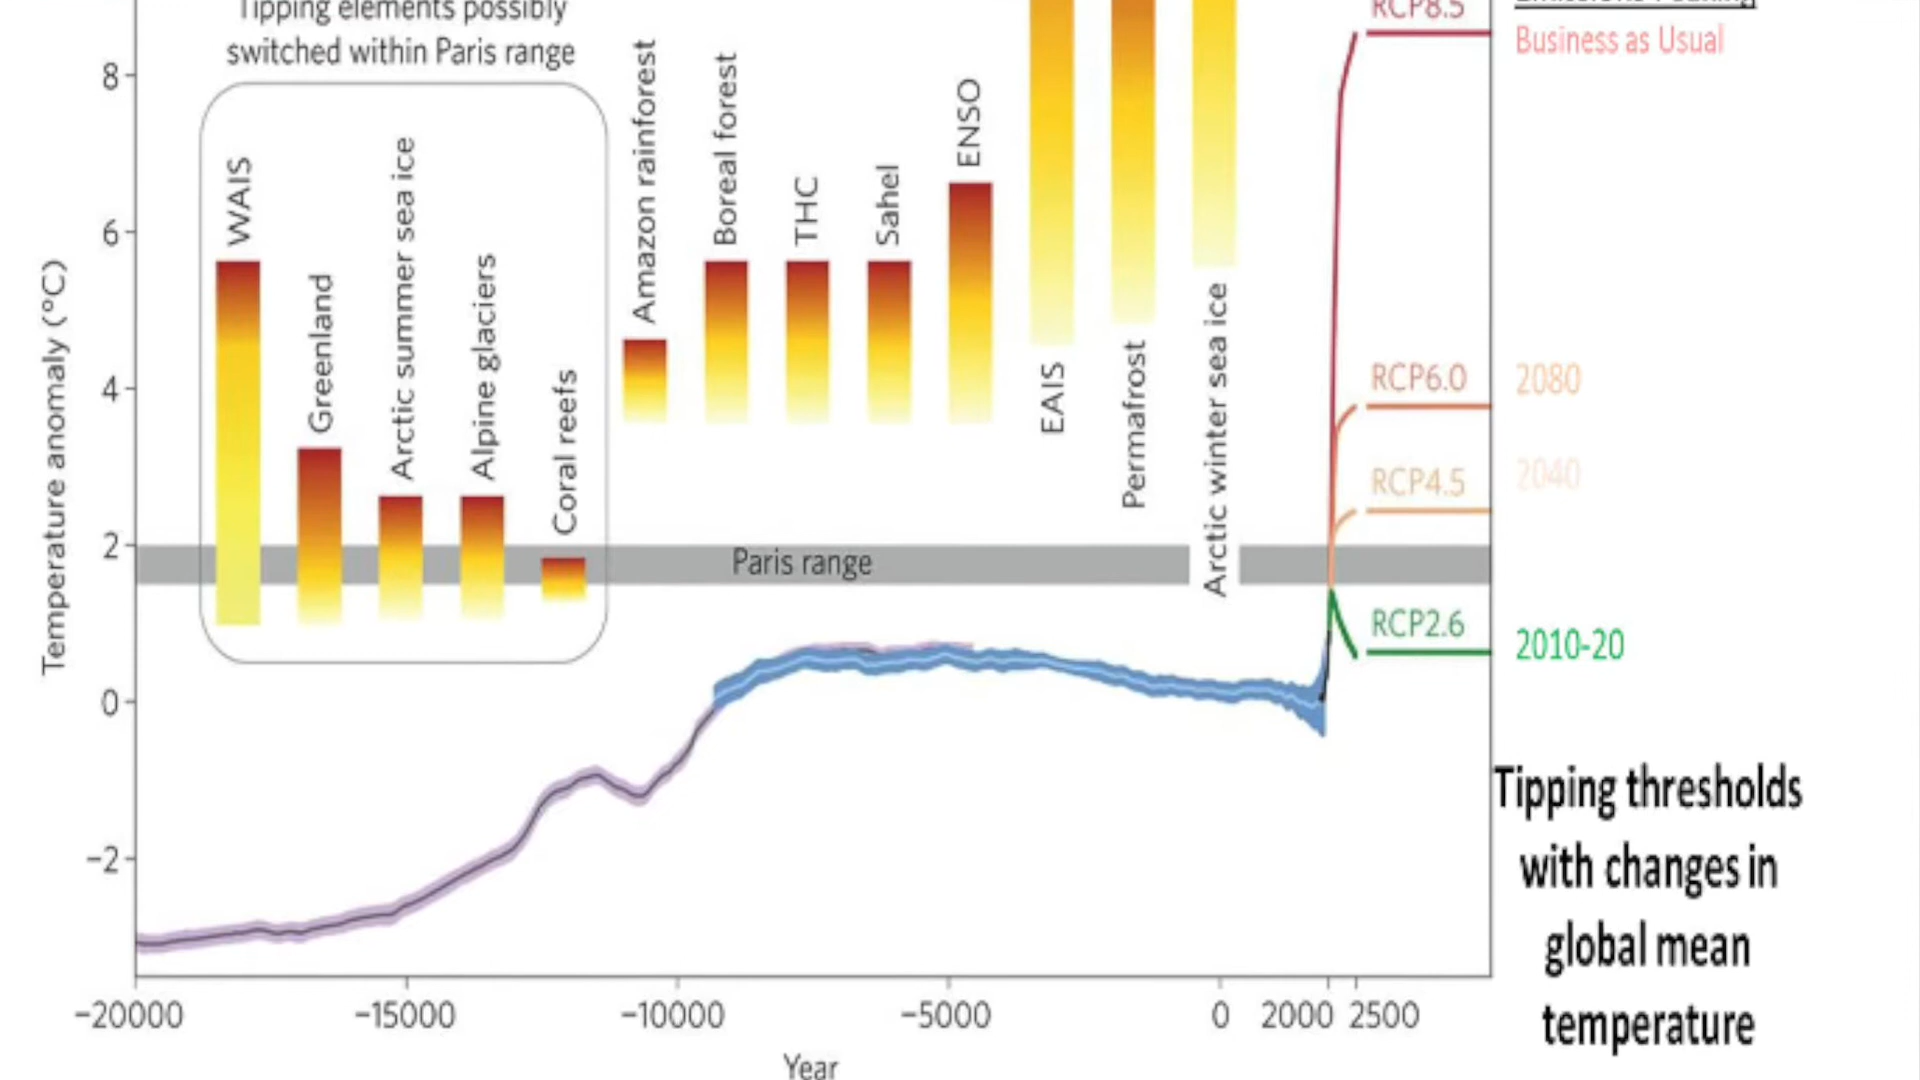 Tipping elements possibly
switched within Paris range
RCP8.5
Business as Usual
8
6
4
2
0
−2
Temperature anomaly (°C)
WAIS
Greenland
Arctic summer sea ice
Alpine glaciers
Coral reefs
Amazon rainforest
Boreal forest
THC
Sahel
ENSO
EAIS
Permafrost
Arctic winter sea ice
RCP6.0
2080
RCP4.5
2040
Paris range
RCP2.6
2010-20
Tipping thresholds
with changes in
global mean
temperature
−20000
−15000
−10000
−5000
0
2000
2500
Year